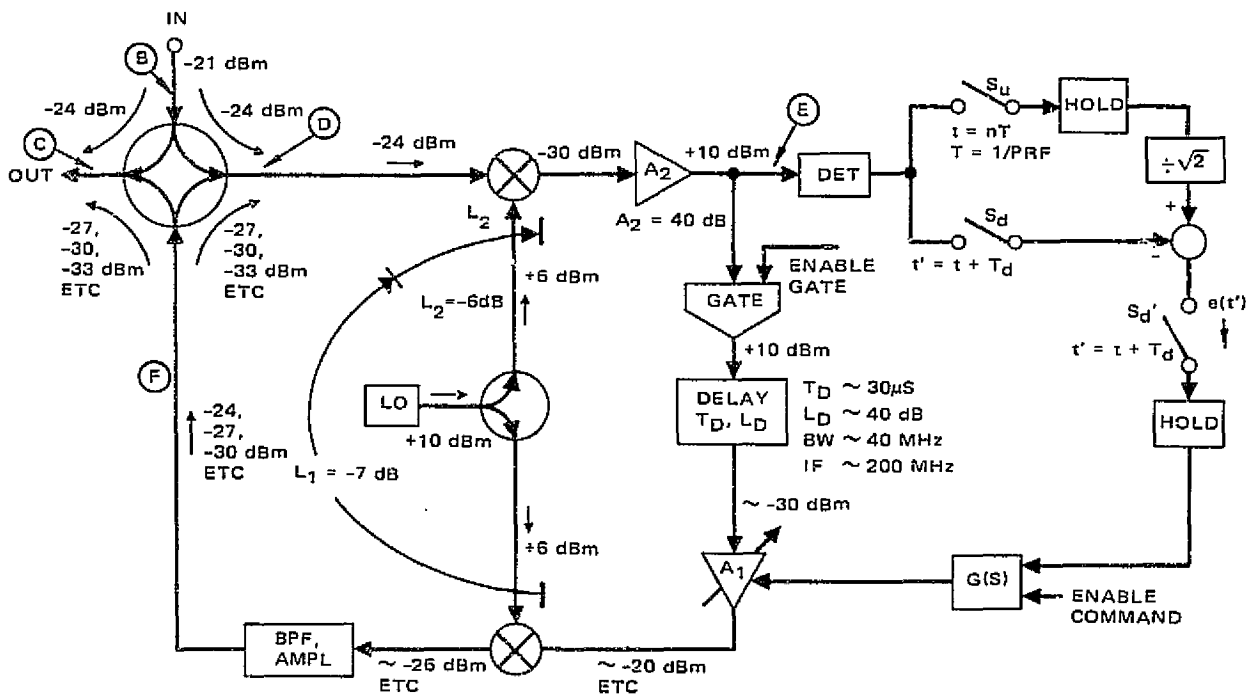 IN
B
-21 dBm
-24 dBm
-24 dBm
D
C
OUT
-24 dBm
-27,
-30,
-33 dBm
ETC
-27,
-30,
-33 dBm
ETC
F
-24,
-27,
-30 dBm
ETC
L1 = -7 dB
L2
+6 dBm
L2=-6dB
LO
+10 dBm
+6 dBm
-30 dBm
A2
+10 dBm
A2 = 40 dB
E
DET
ENABLE
GATE
GATE
+10 dBm
DELAY
TD, LD
TD ~ 30μS
LD ~ 40 dB
BW ~ 40 MHz
IF ~ 200 MHz
~ -30 dBm
A1
~ -20 dBm
ETC
~ -26 dBm
ETC
BPF,
AMPL
Su
t = nT
T = 1/PRF
HOLD
÷√2
+
-
Sd
t' = t + Td
e(t')
Sd'
t' = t + Td
HOLD
G(S)
ENABLE
COMMAND